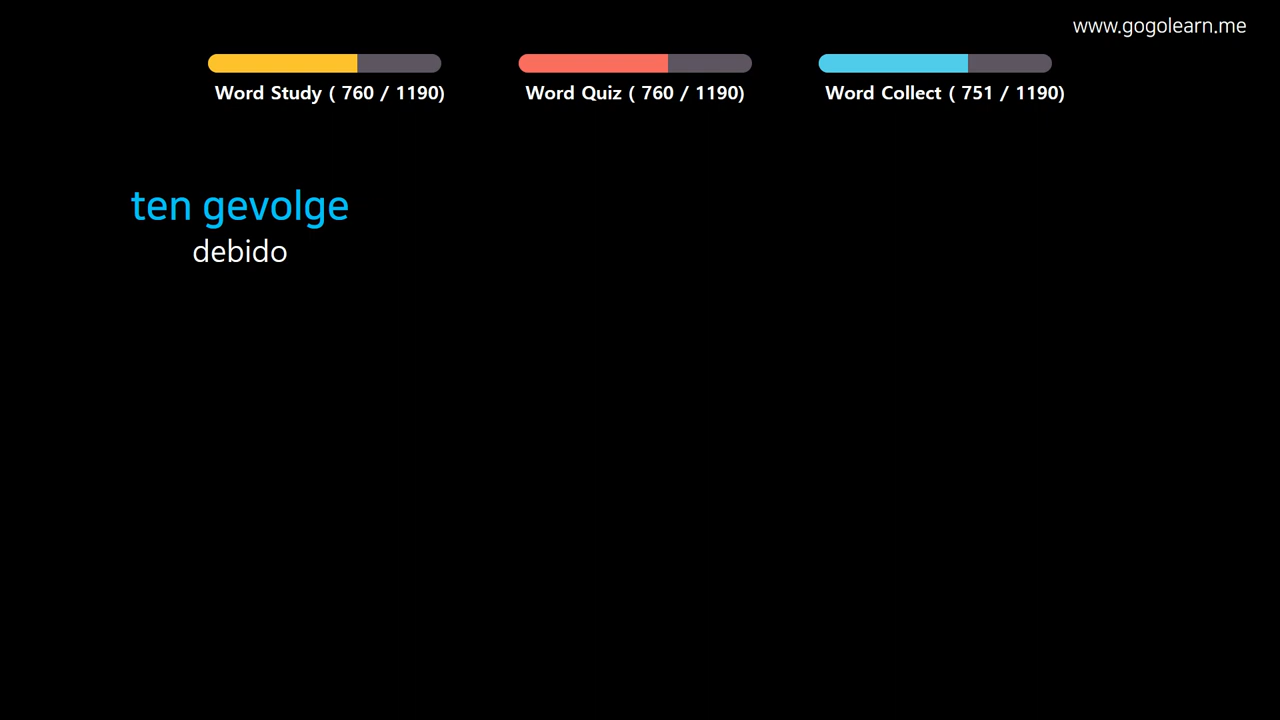 www.gogolearn.me
Word Study ( 760 / 1190)
Word Quiz ( 760 / 1190)
Word Collect ( 751 / 1190)
ten gevolge
debido